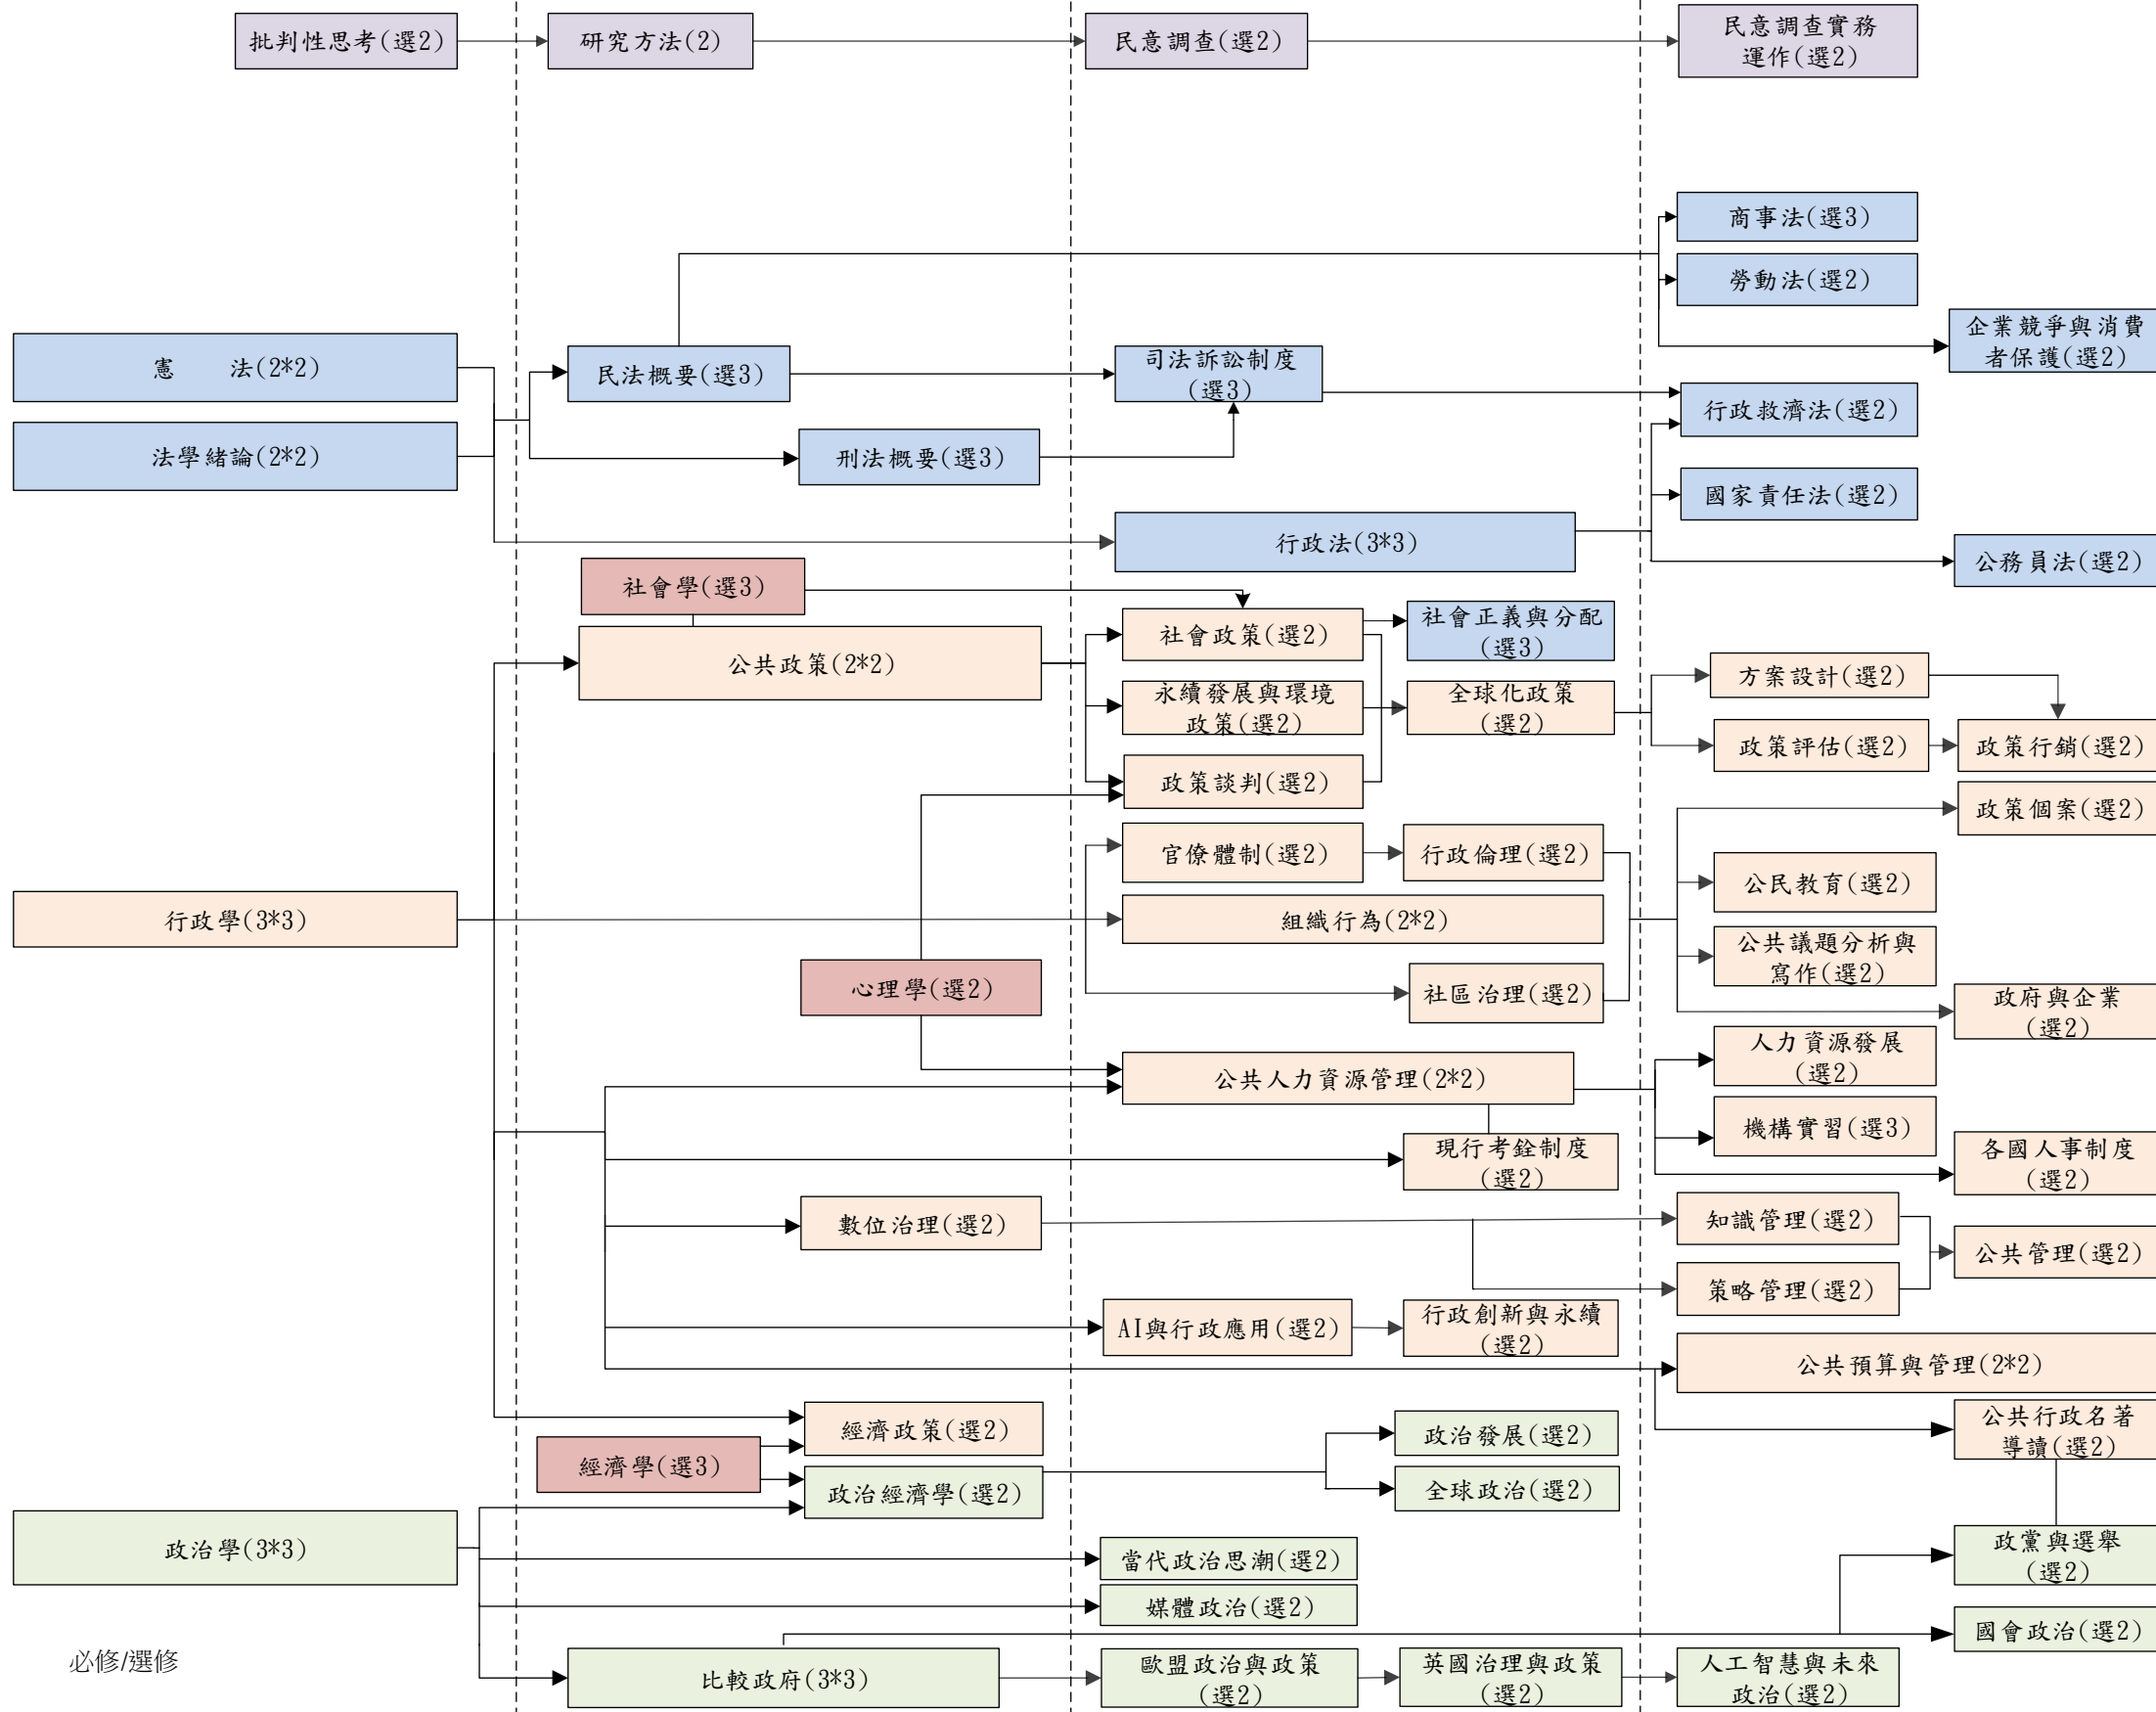 批判性思考(選2)
研究方法(2)
民意調查(選2)
民意調查實務
運作(選2)
商事法(選3)
勞動法(選2)
企業競爭與消費
者保護(選2)
憲 法(2*2)
民法概要(選3)
司法訴訟制度
(選3)
行政救濟法(選2)
法學緒論(2*2)
刑法概要(選3)
國家責任法(選2)
行政法(3*3)
公務員法(選2)
社會學(選3)
公共政策(2*2)
社會政策(選2)
社會正義與分配
(選3)
永續發展與環境
政策(選2)
全球化政策
(選2)
方案設計(選2)
政策評估(選2)
政策行銷(選2)
政策談判(選2)
政策個案(選2)
官僚體制(選2)
行政倫理(選2)
公民教育(選2)
行政學(3*3)
組織行為(2*2)
公共議題分析與
寫作(選2)
心理學(選2)
社區治理(選2)
政府與企業
(選2)
人力資源發展
(選2)
公共人力資源管理(2*2)
機構實習(選3)
現行考銓制度
(選2)
各國人事制度
(選2)
數位治理(選2)
知識管理(選2)
公共管理(選2)
策略管理(選2)
AI與行政應用(選2)
行政創新與永續
(選2)
公共預算與管理(2*2)
經濟政策(選2)
政治發展(選2)
公共行政名著
導讀(選2)
經濟學(選3)
政治經濟學(選2)
全球政治(選2)
政治學(3*3)
當代政治思潮(選2)
政黨與選舉
(選2)
媒體政治(選2)
國會政治(選2)
必修/選修
比較政府(3*3)
歐盟政治與政策
(選2)
英國治理與政策
(選2)
人工智慧與未來
政治(選2)